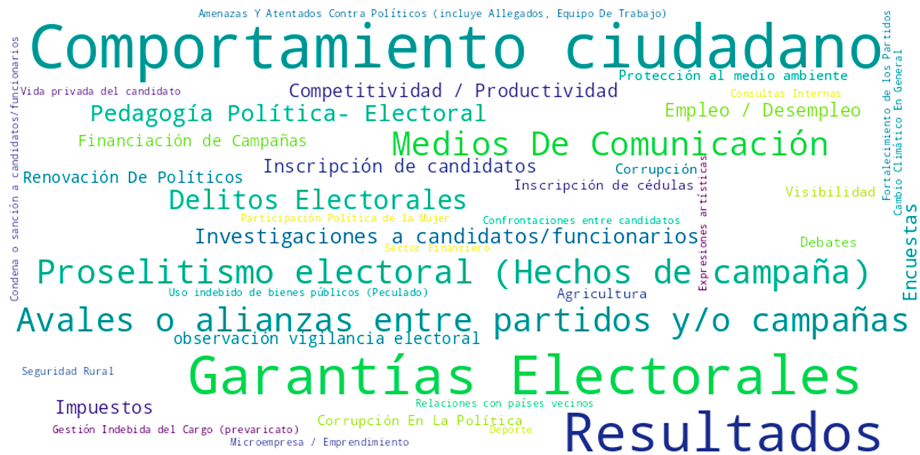 Amenazas Y Atentados Contra Políticos (incluye Allegados, Equipo De Trabajo)
Comportamiento ciudadano
Protección al medio ambiente
Vida privada del candidato
Competitividad / Productividad
Consultas Internas
Pedagogía Política- Electoral
Empleo / Desempleo
Financiación de Campañas
Medios De Comunicación
Inscripción de candidatos
Corrupción
Renovación De Políticos
Inscripción de cédulas
Visibilidad
Delitos Electorales
Participación Política de la Mujer
Confrontaciones entre candidatos
Investigaciones a candidatos/funcionarios
Debates
Sector Financiero
Proselitismo electoral (Hechos de campaña)
Uso indebido de bienes públicos (Peculado)
Agricultura
Avales o alianzas entre partidos y/o campañas
observación vigilancia electoral
Seguridad Rural
Garantías Electorales
Impuestos
Relaciones con países vecinos
Corrupción En La Política
Resultados
Gestión Indebida del Cargo (prevaricato)
Deporte
Microempresa / Emprendimiento
Condena o sanción a candidatos/funcionarios
Expresiones artísticas
Fortalecimiento de los Partidos
Cambio Climático En General
Encuestas